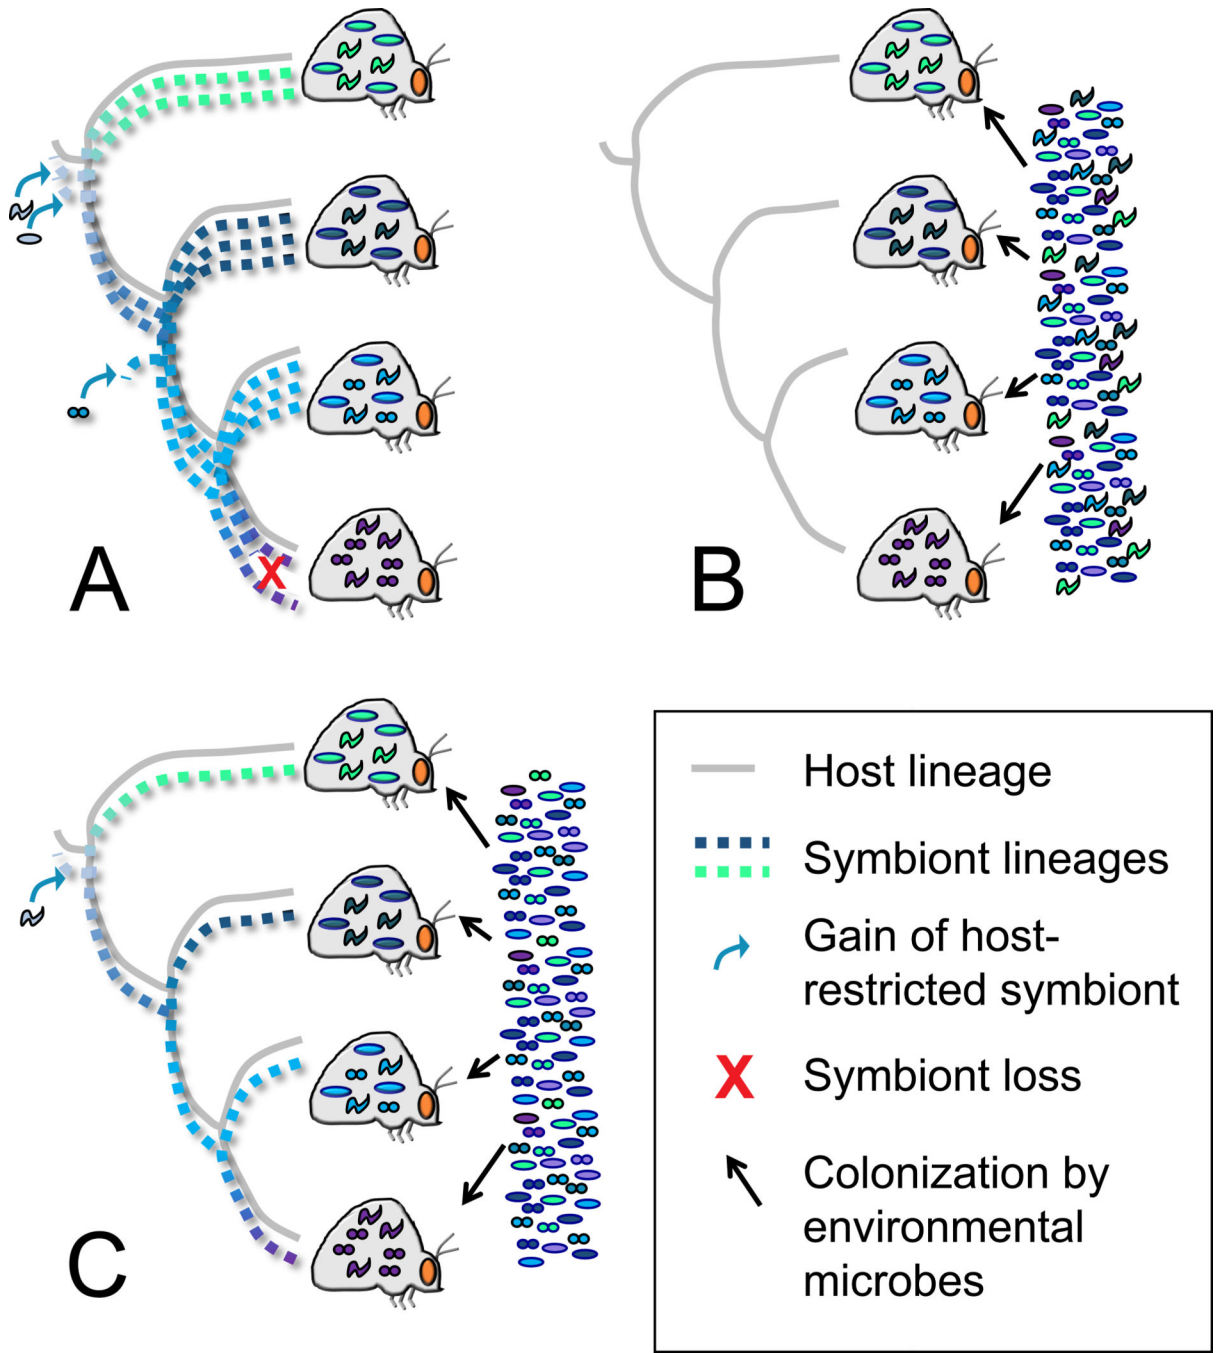 A
B
C
Host lineage
Symbiont lineages
Gain of host-
restricted symbiont
X
Symbiont loss
Colonization by
environmental
microbes